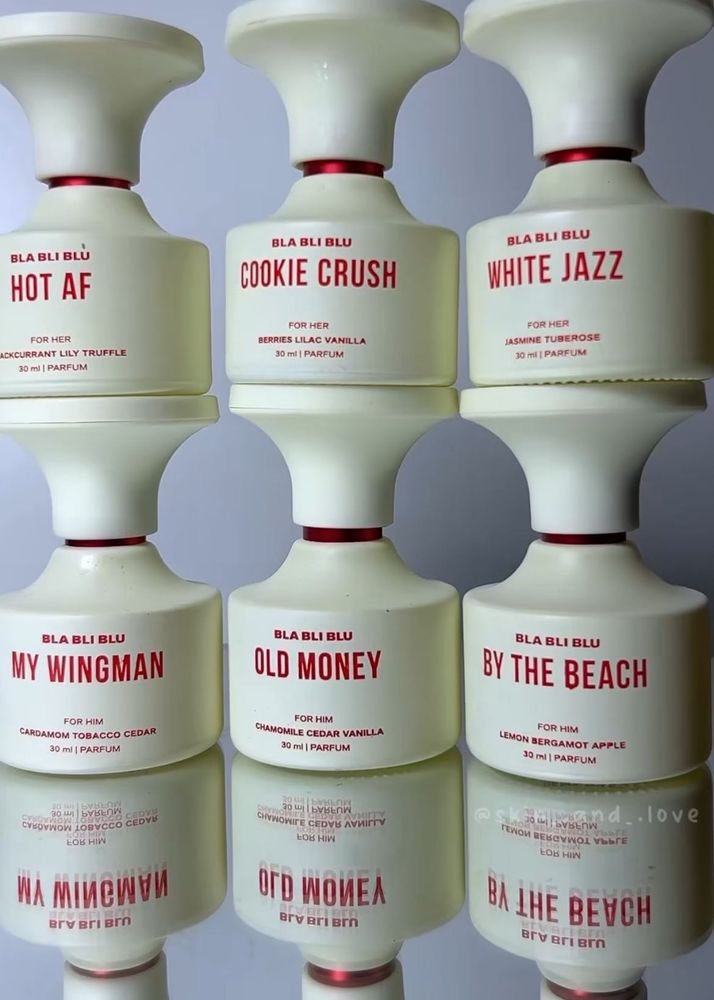 BLA BLI BLU
HOT AF
FOR HER
ACKCURRANT LILY TRUFFLE
30 ml | PARFUM
BLA BLI BLU
COOKIE CRUSH
FOR HER
BERRIES LILAC VANILLA
30 ml | PARFUM
BLA BLI BLU
WHITE JAZZ
FOR HER
JASMINE TUBEROSE
30 ml | PARFUM
BLA BLI BLU
MY WINGMAN
FOR HIM
CARDAMOM TOBACCO CEDAR
30 ml | PARFUM
BLA BLI BLU
OLD MONEY
FOR HIM
CHAMOMILE CEDAR VANILLA
30 ml | PARFUM
BLA BLI BLU
BY THE BEACH
FOR HIM
LEMON BERGAMOT APPLE
30 ml | PARFUM